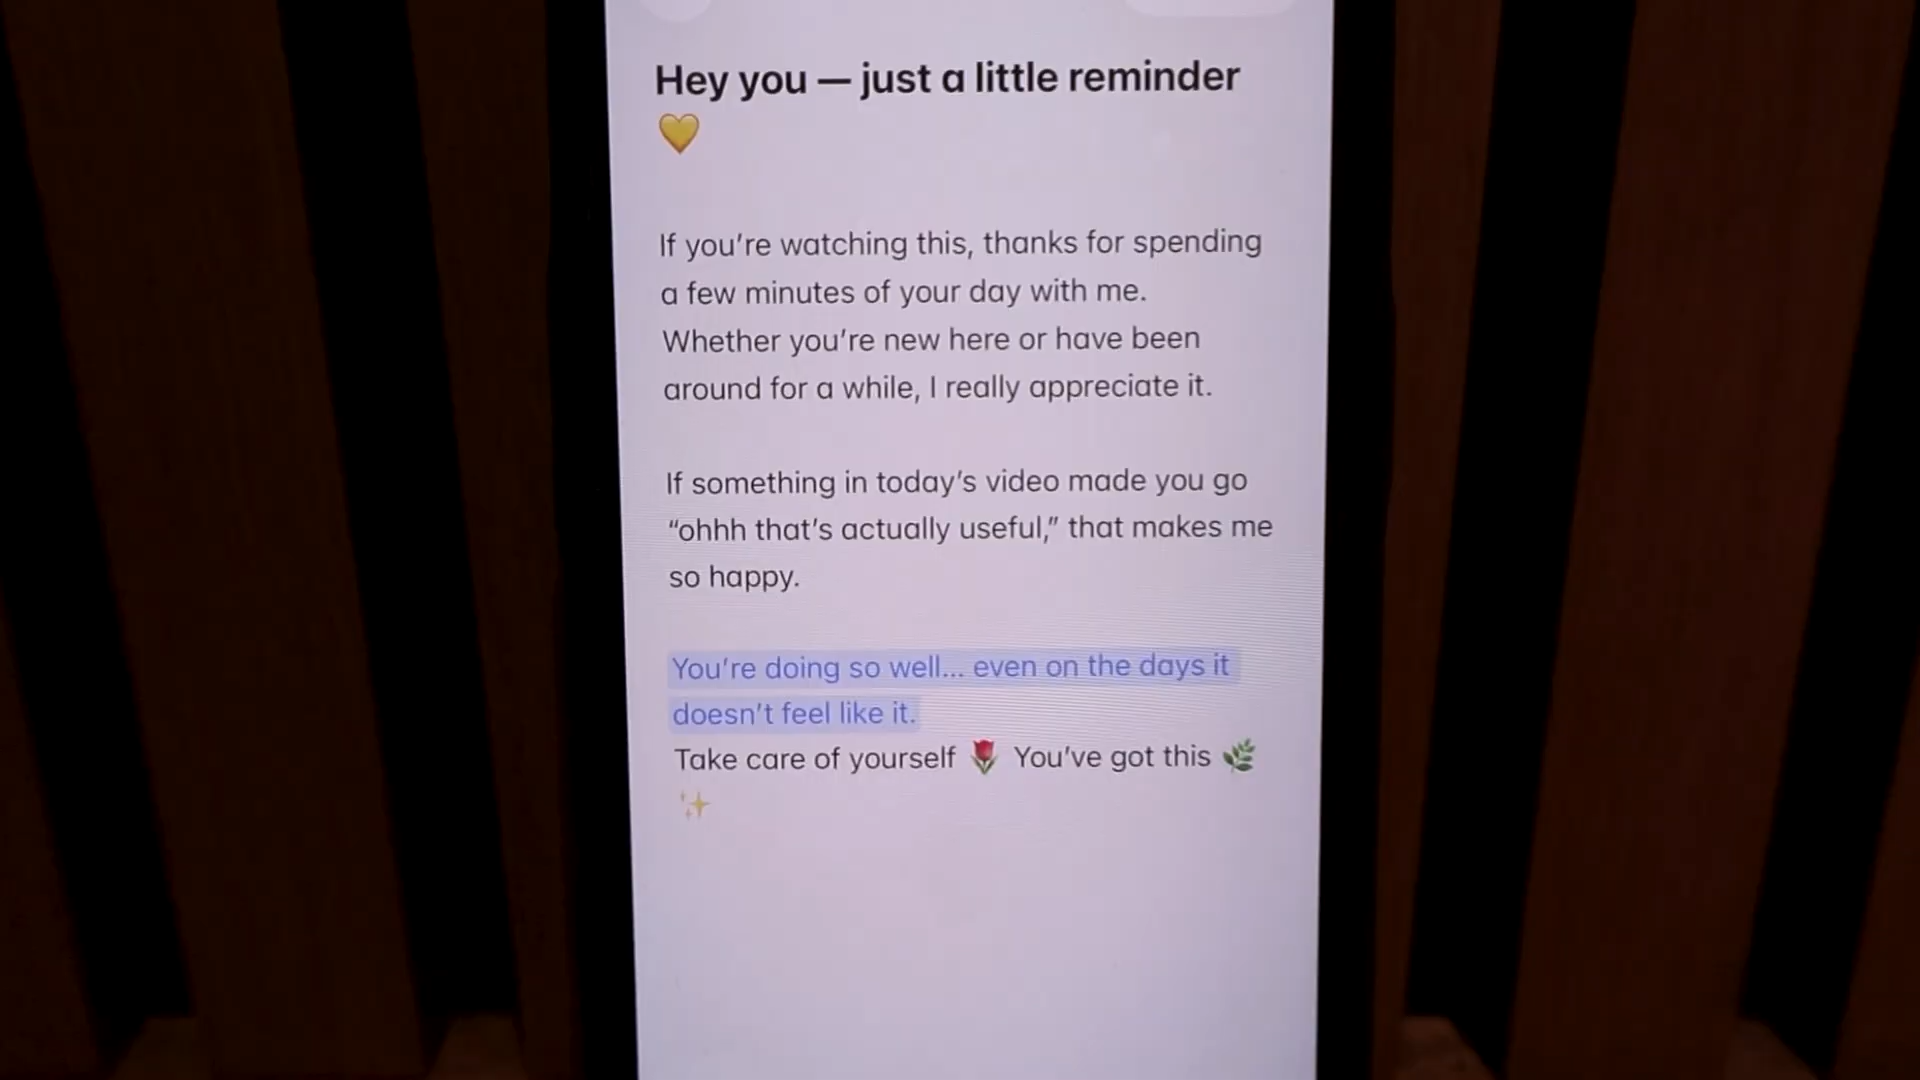 Hey you — just a little reminder
💛
If you’re watching this, thanks for spending
a few minutes of your day with me.
Whether you’re new here or have been
around for a while, I really appreciate it.
If something in today’s video made you go
“ohhh that’s actually useful,” that makes me
so happy.
You’re doing so well... even on the days it
doesn’t feel like it.
Take care of yourself 🌷 You’ve got this 🌿
✨